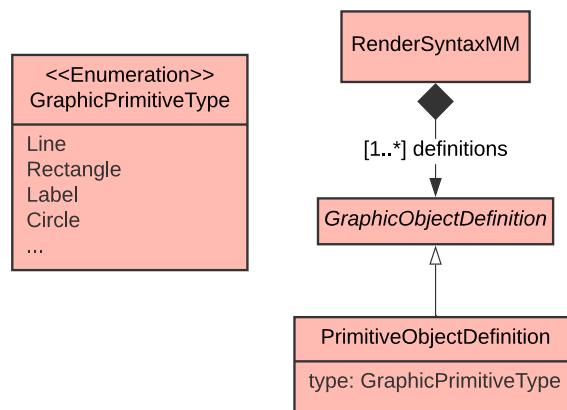 <<Enumeration>>
GraphicPrimitiveType
Line
Rectangle
Label
Circle
...
RenderSyntaxMM
[1..*] definitions
GraphicObjectDefinition
PrimitiveObjectDefinition
type: GraphicPrimitiveType